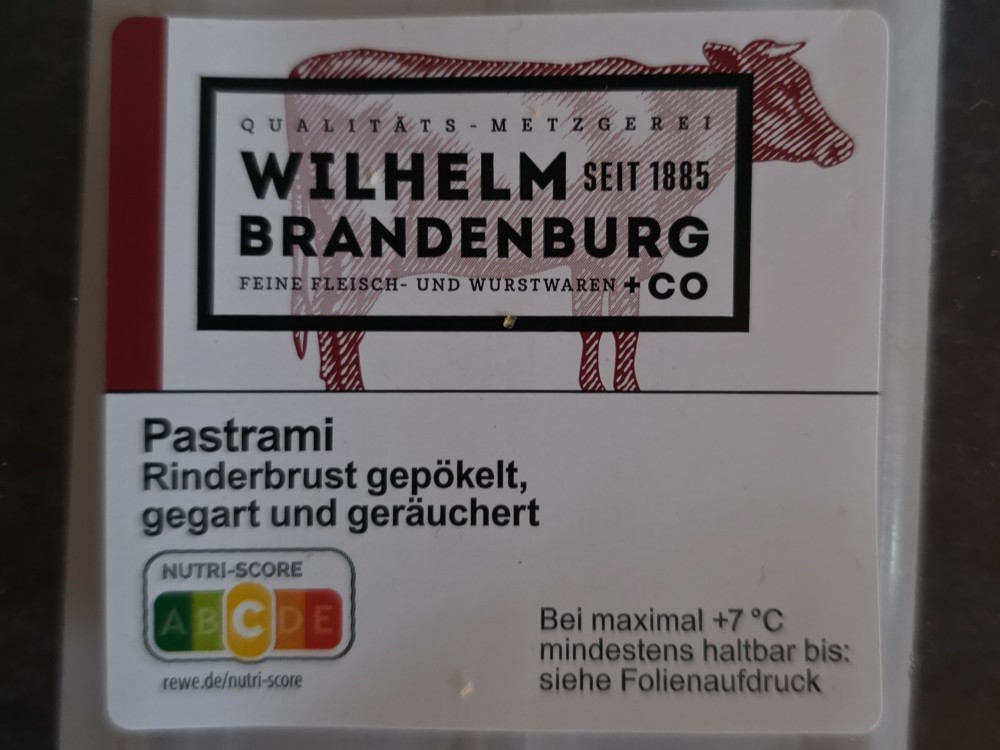 QUALITÄTS-METZGEREI
WILHELM SEIT 1885
BRANDENBURG
FEINE FLEISCH- UND WURSTWAREN + CO
Pastrami
Rinderbrust gepökelt,
gegart und geräuchert
NUTRI-SCORE
A B C D E
rewe.de/nutri-score
Bei maximal +7 °C
mindestens haltbar bis:
siehe Folienaufdruck